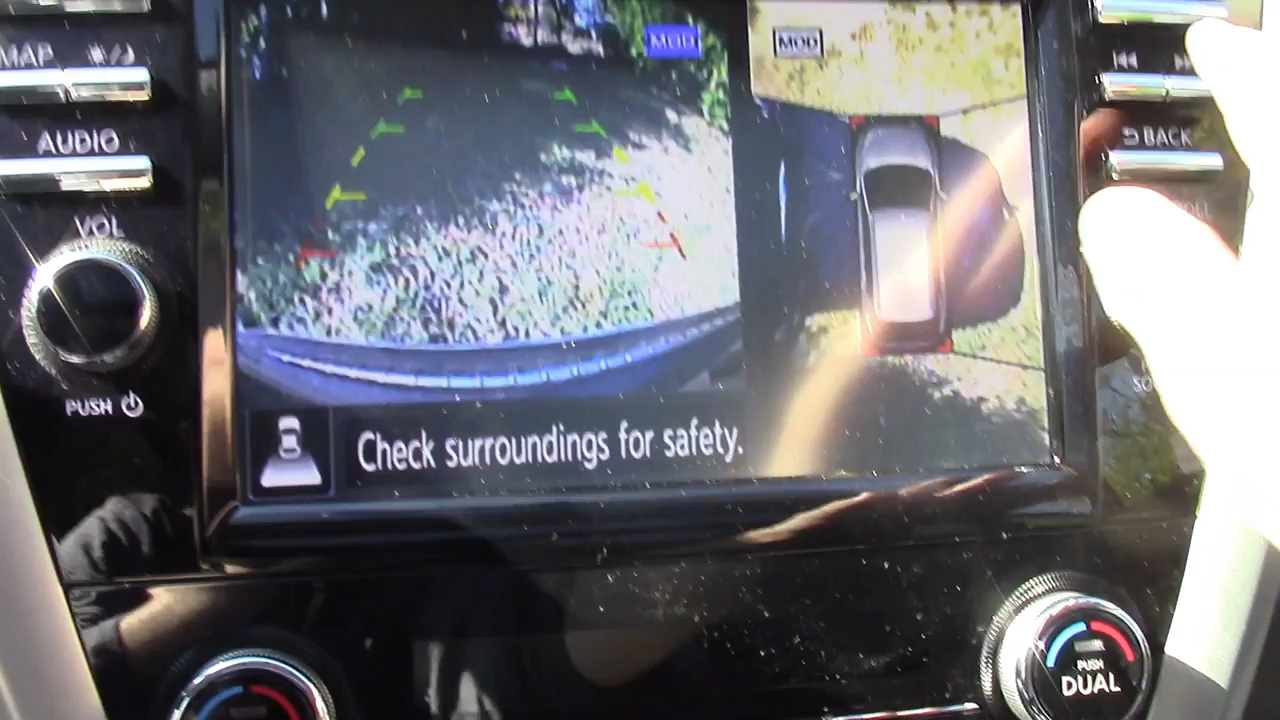 MAP
AUDIO
VOL
PUSH
MOD
MOD
BACK
Check surroundings for safety.
PUSH
DUAL